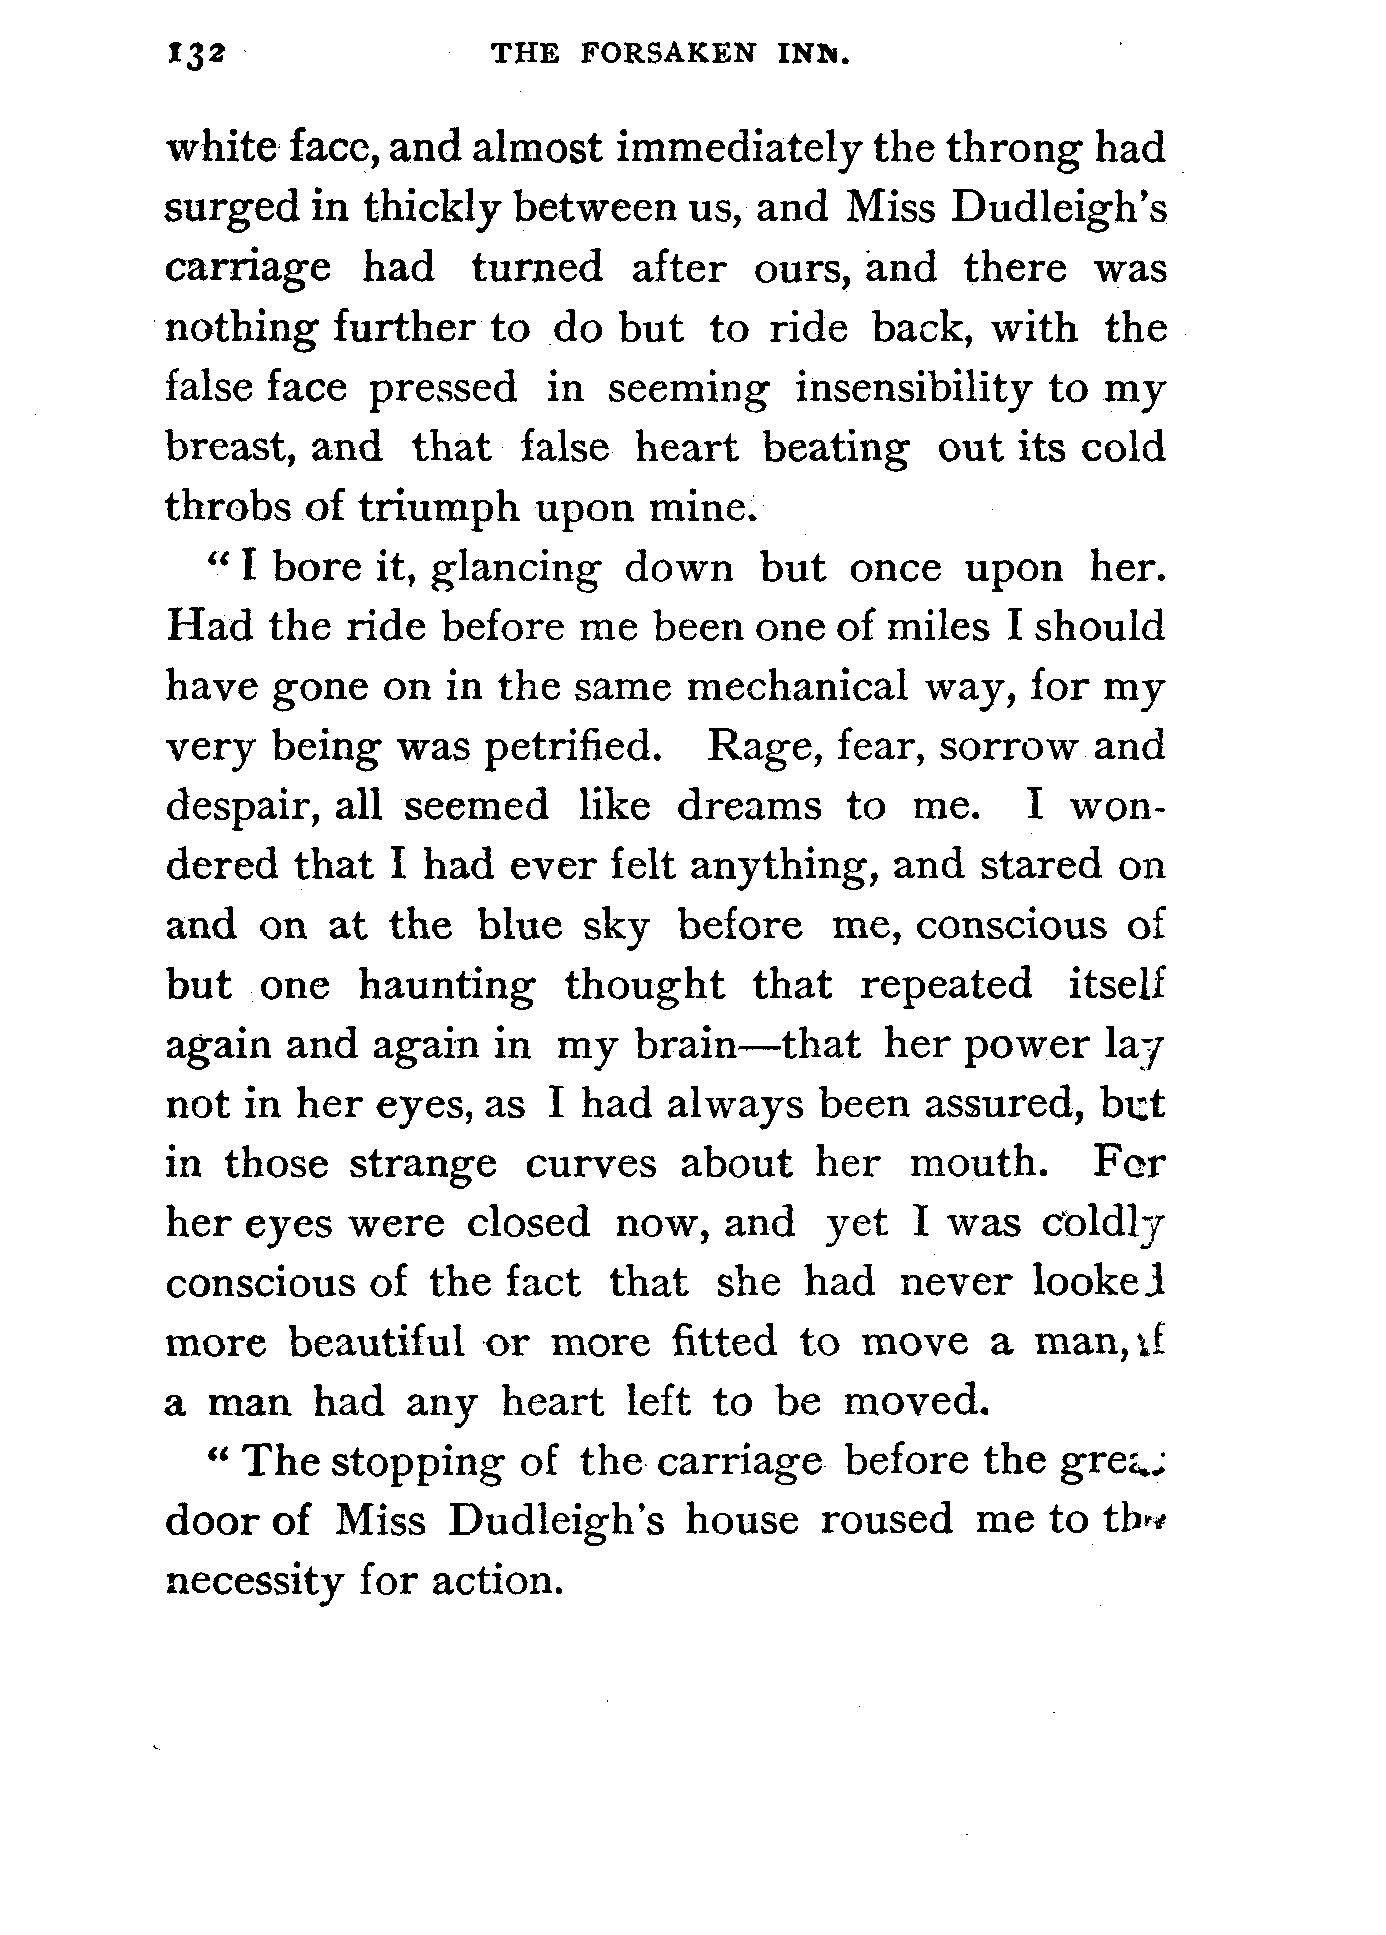 132 THE FORSAKEN INN.
white face, and almost immediately the throng had
surged in thickly between us, and Miss Dudleigh's
carriage had turned after ours, and there was
nothing further to do but to ride back, with the
false face pressed in seeming insensibility to my
breast, and that false heart beating out its cold
throbs of triumph upon mine.
“ I bore it, glancing down but once upon her.
Had the ride before me been one of miles I should
have gone on in the same mechanical way, for my
very being was petrified. Rage, fear, sorrow and
despair, all seemed like dreams to me. I won-
dered that I had ever felt anything, and stared on
and on at the blue sky before me, conscious of
but one haunting thought that repeated itself
again and again in my brain—that her power lay
not in her eyes, as I had always been assured, but
in those strange curves about her mouth. For
her eyes were closed now, and yet I was coldly
conscious of the fact that she had never looked
more beautiful or more fitted to move a man, if
a man had any heart left to be moved.
“ The stopping of the carriage before the great
door of Miss Dudleigh's house roused me to the
necessity for action.